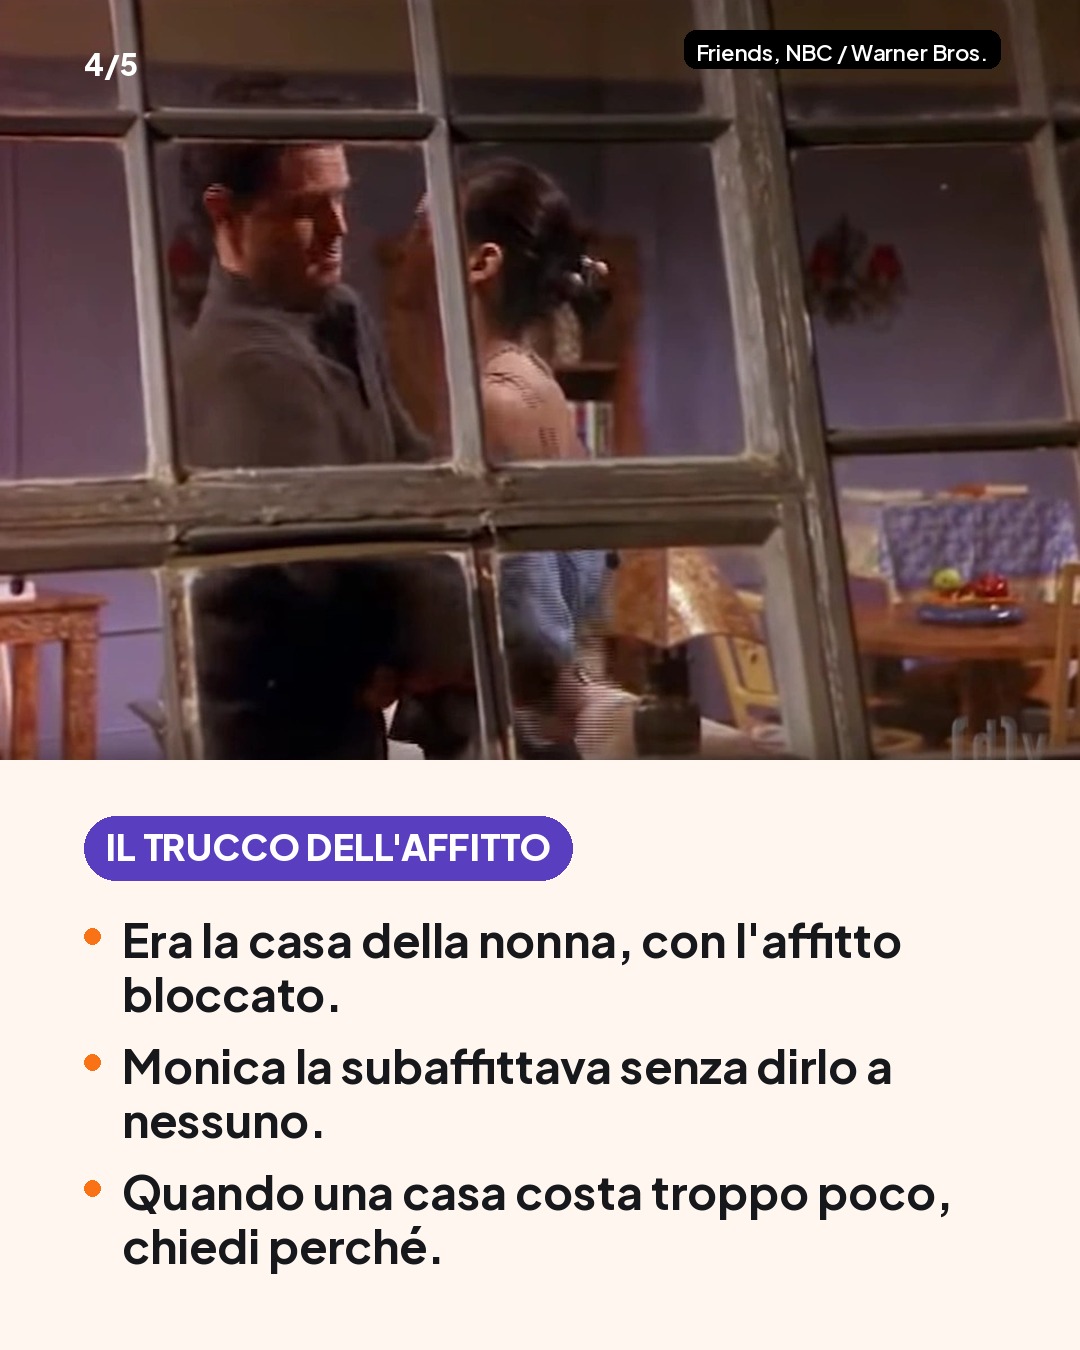 4/5
Friends, NBC / Warner Bros.
IL TRUCCO DELL'AFFITTO
Era la casa della nonna, con l'affitto
bloccato.
Monica la subaffittava senza dirlo a
nessuno.
Quando una casa costa troppo poco,
chiedi perché.